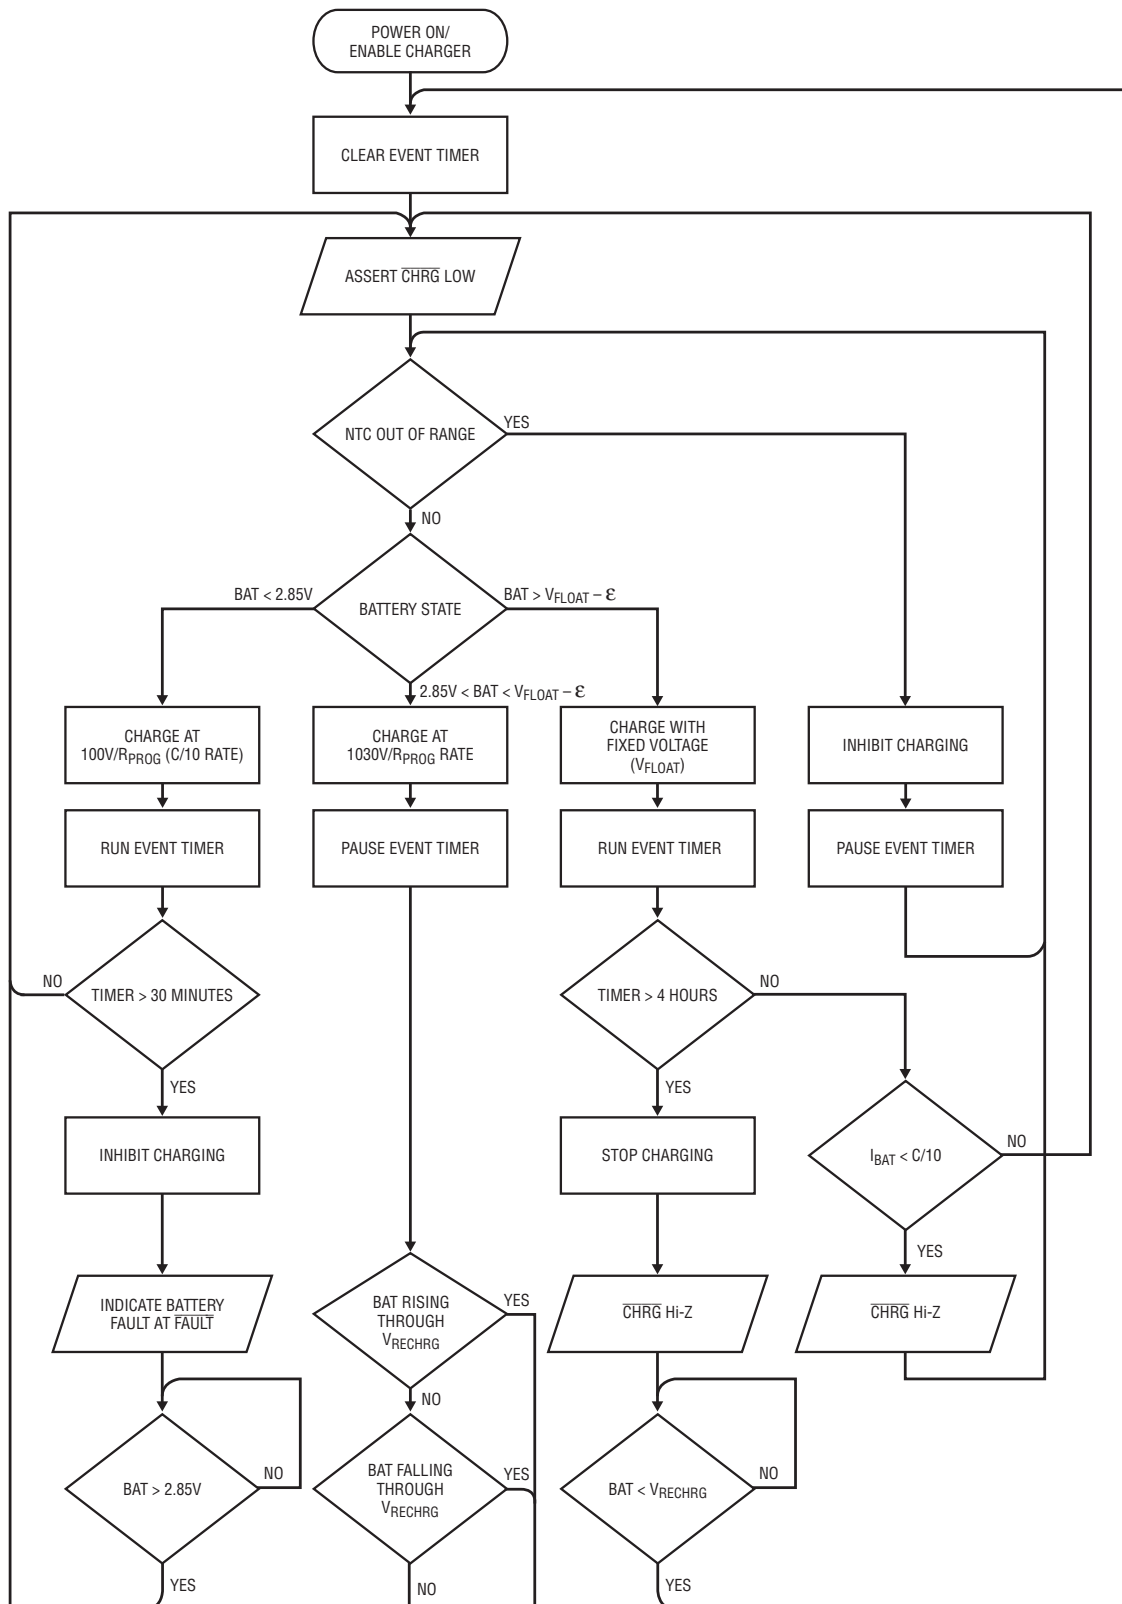 POWER ON/
ENABLE CHARGER
CLEAR EVENT TIMER
ASSERT C̅H̅R̅G̅ LOW
NTC OUT OF RANGE
YES
NO
BAT < 2.85V
BATTERY STATE
BAT > VFLOAT – ε
2.85V < BAT < VFLOAT – ε
CHARGE AT
100V/RPROG (C/10 RATE)
CHARGE AT
1030V/RPROG RATE
CHARGE WITH
FIXED VOLTAGE
(VFLOAT)
INHIBIT CHARGING
RUN EVENT TIMER
PAUSE EVENT TIMER
RUN EVENT TIMER
PAUSE EVENT TIMER
NO
TIMER > 30 MINUTES
TIMER > 4 HOURS
NO
YES
YES
INHIBIT CHARGING
STOP CHARGING
IBAT < C/10
NO
YES
INDICATE BATTERY
FAULT AT F̅A̅U̅L̅T̅
BAT RISING
THROUGH
VRECHRG
YES
C̅H̅R̅G̅ Hi-Z
C̅H̅R̅G̅ Hi-Z
NO
BAT > 2.85V
NO
BAT FALLING
THROUGH
VRECHRG
YES
BAT < VRECHRG
NO
YES
NO
YES